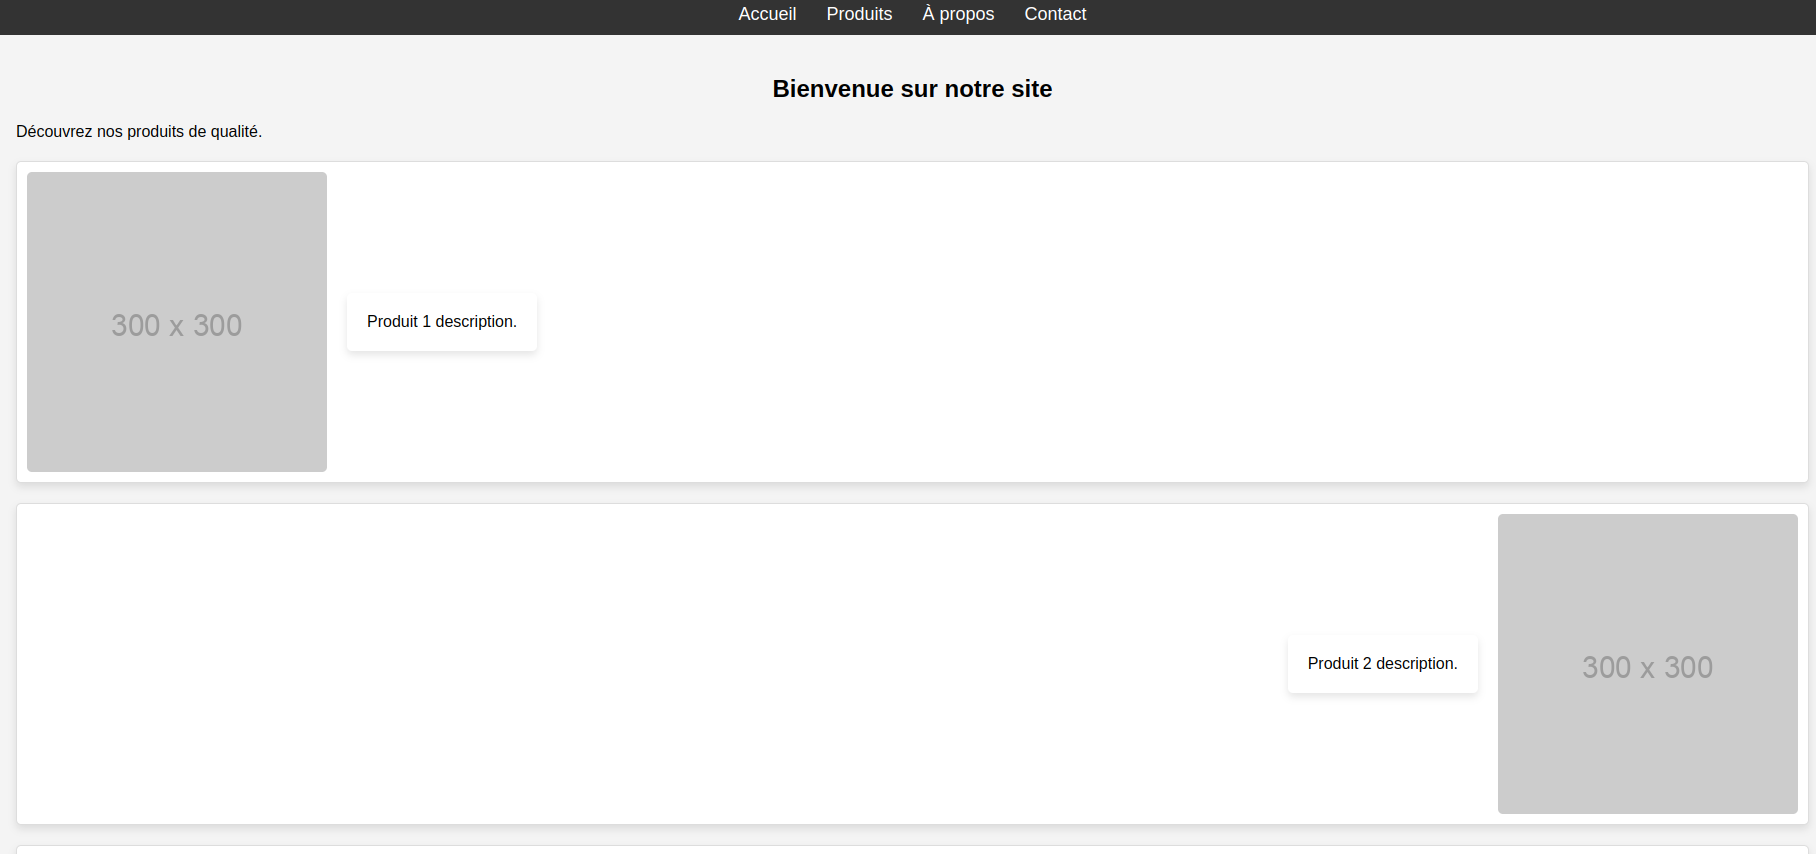 Accueil Produits À propos Contact
Bienvenue sur notre site
Découvrez nos produits de qualité.
300 x 300
Produit 1 description.
Produit 2 description.
300 x 300